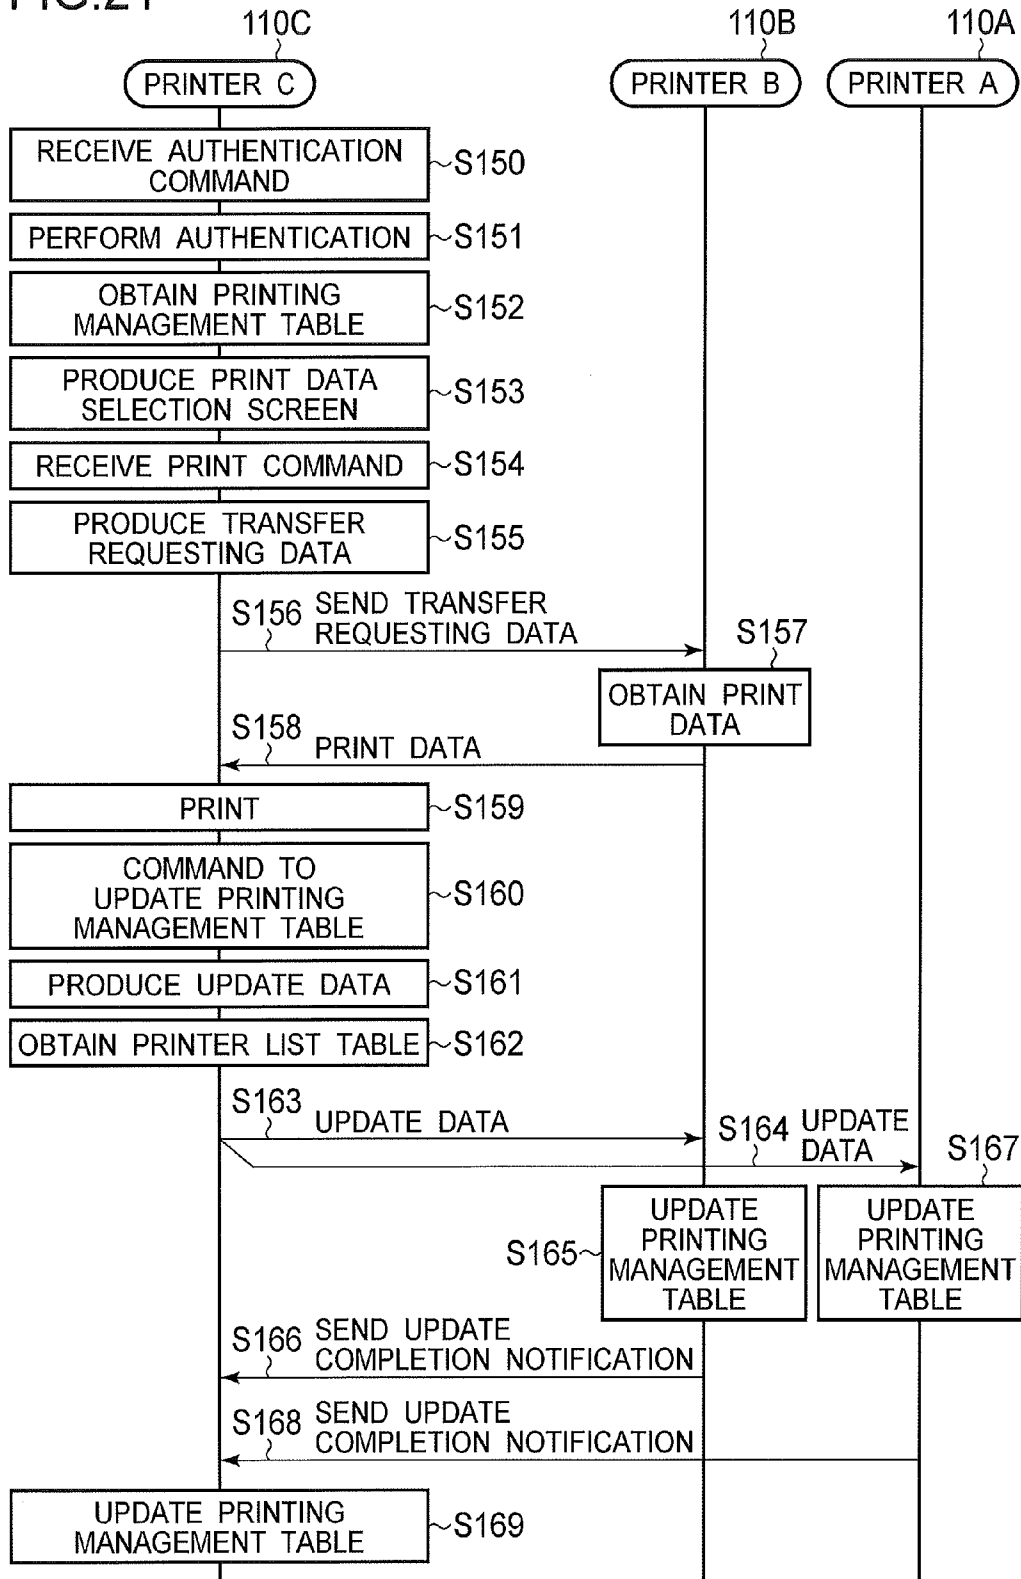 110C 110B 110A
PRINTER C PRINTER B PRINTER A
RECEIVE AUTHENTICATION
COMMAND
S150
PERFORM AUTHENTICATION
S151
OBTAIN PRINTING
MANAGEMENT TABLE
S152
PRODUCE PRINT DATA
SELECTION SCREEN
S153
RECEIVE PRINT COMMAND
S154
PRODUCE TRANSFER
REQUESTING DATA
S155
S156
SEND TRANSFER
REQUESTING DATA
S157
OBTAIN PRINT
DATA
S158
PRINT DATA
PRINT
S159
COMMAND TO
UPDATE PRINTING
MANAGEMENT TABLE
S160
PRODUCE UPDATE DATA
S161
OBTAIN PRINTER LIST TABLE
S162
S163
UPDATE DATA
S164
UPDATE
DATA
S167
UPDATE
PRINTING
MANAGEMENT
TABLE
S165
UPDATE
PRINTING
MANAGEMENT
TABLE
S166
SEND UPDATE
COMPLETION NOTIFICATION
S168
SEND UPDATE
COMPLETION NOTIFICATION
UPDATE PRINTING
MANAGEMENT TABLE
S169